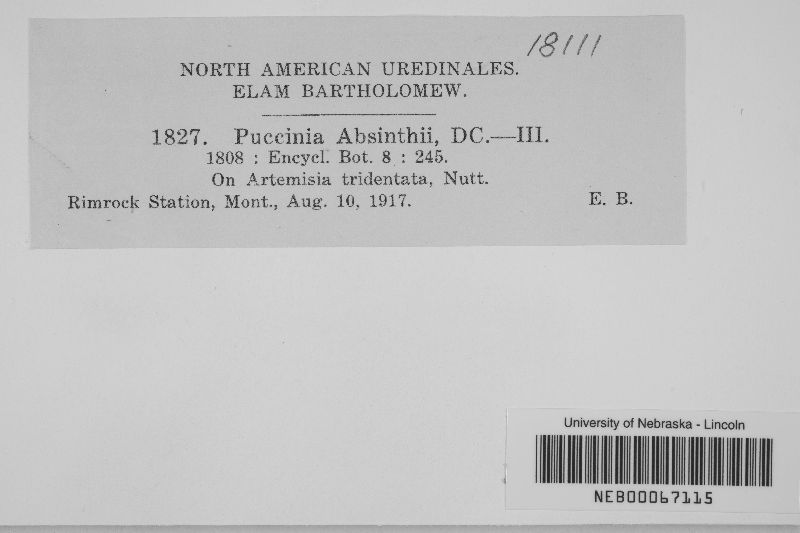 18111
NORTH AMERICAN UREDINALES.
ELAM BARTHOLOMEW.
1827. Puccinia Absinthii, DC.—III.
1808 : Encycl. Bot. 8 : 245.
On Artemisia tridentata, Nutt.
Rimrock Station, Mont., Aug. 10, 1917. E. B.
University of Nebraska - Lincoln
NEB00067115